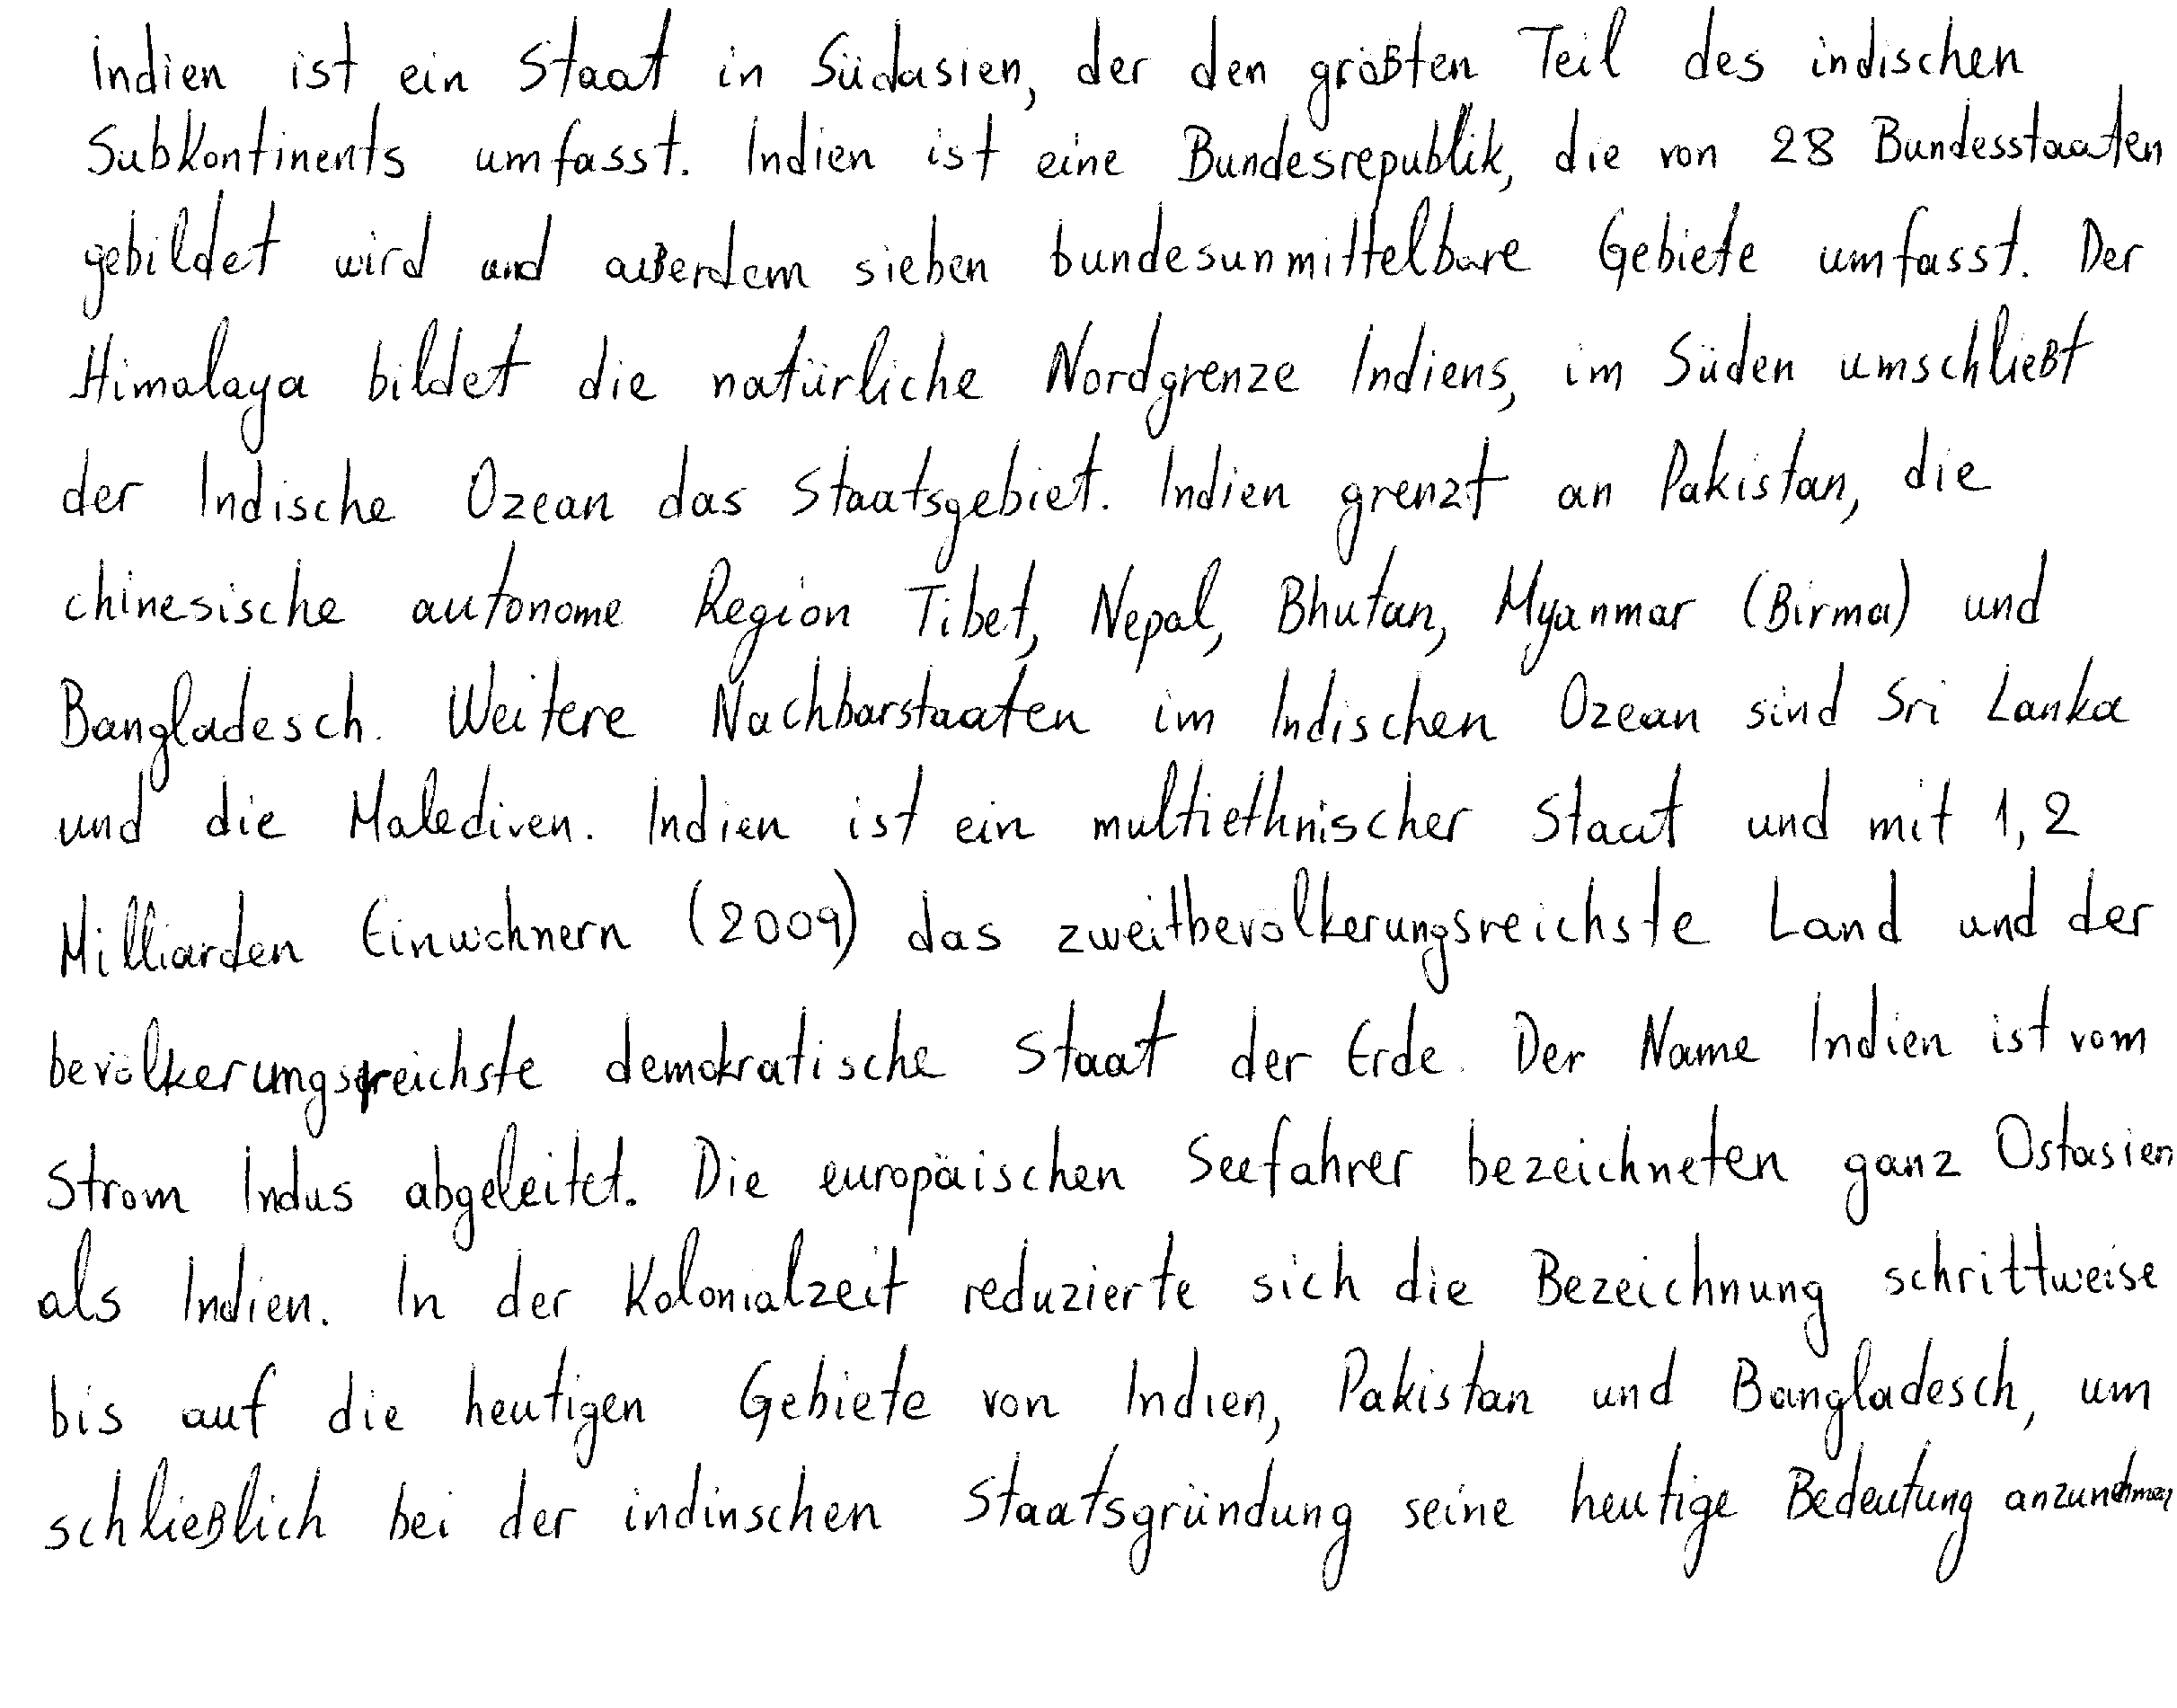 Indien ist ein Staat in Südasien, der den größten Teil des indischen
Subkontinents umfasst. Indien ist eine Bundesrepublik, die von 28 Bundesstaaten
gebildet wird und außerdem sieben bundesunmittelbare Gebiete umfasst. Der
Himalaya bildet die natürliche Nordgrenze Indiens, im Süden umschließt
der Indische Ozean das Staatsgebiet. Indien grenzt an Pakistan, die
chinesische autonome Region Tibet, Nepal, Bhutan, Myanmar (Birma) und
Bangladesch. Weitere Nachbarstaaten im Indischen Ozean sind Sri Lanka
und die Malediven. Indien ist ein multiethnischer Staat und mit 1,2
Milliarden Einwohnern (2009) das zweitbevölkerungsreichste Land und der
bevölkerungsreichste demokratische Staat der Erde. Der Name Indien ist vom
Strom Indus abgeleitet. Die europäischen Seefahrer bezeichneten ganz Ostasien
als Indien. In der Kolonialzeit reduzierte sich die Bezeichnung schrittweise
bis auf die heutigen Gebiete von Indien, Pakistan und Bangladesch, um
schließlich bei der indinschen Staatsgründung seine heutige Bedeutung anzunehmen